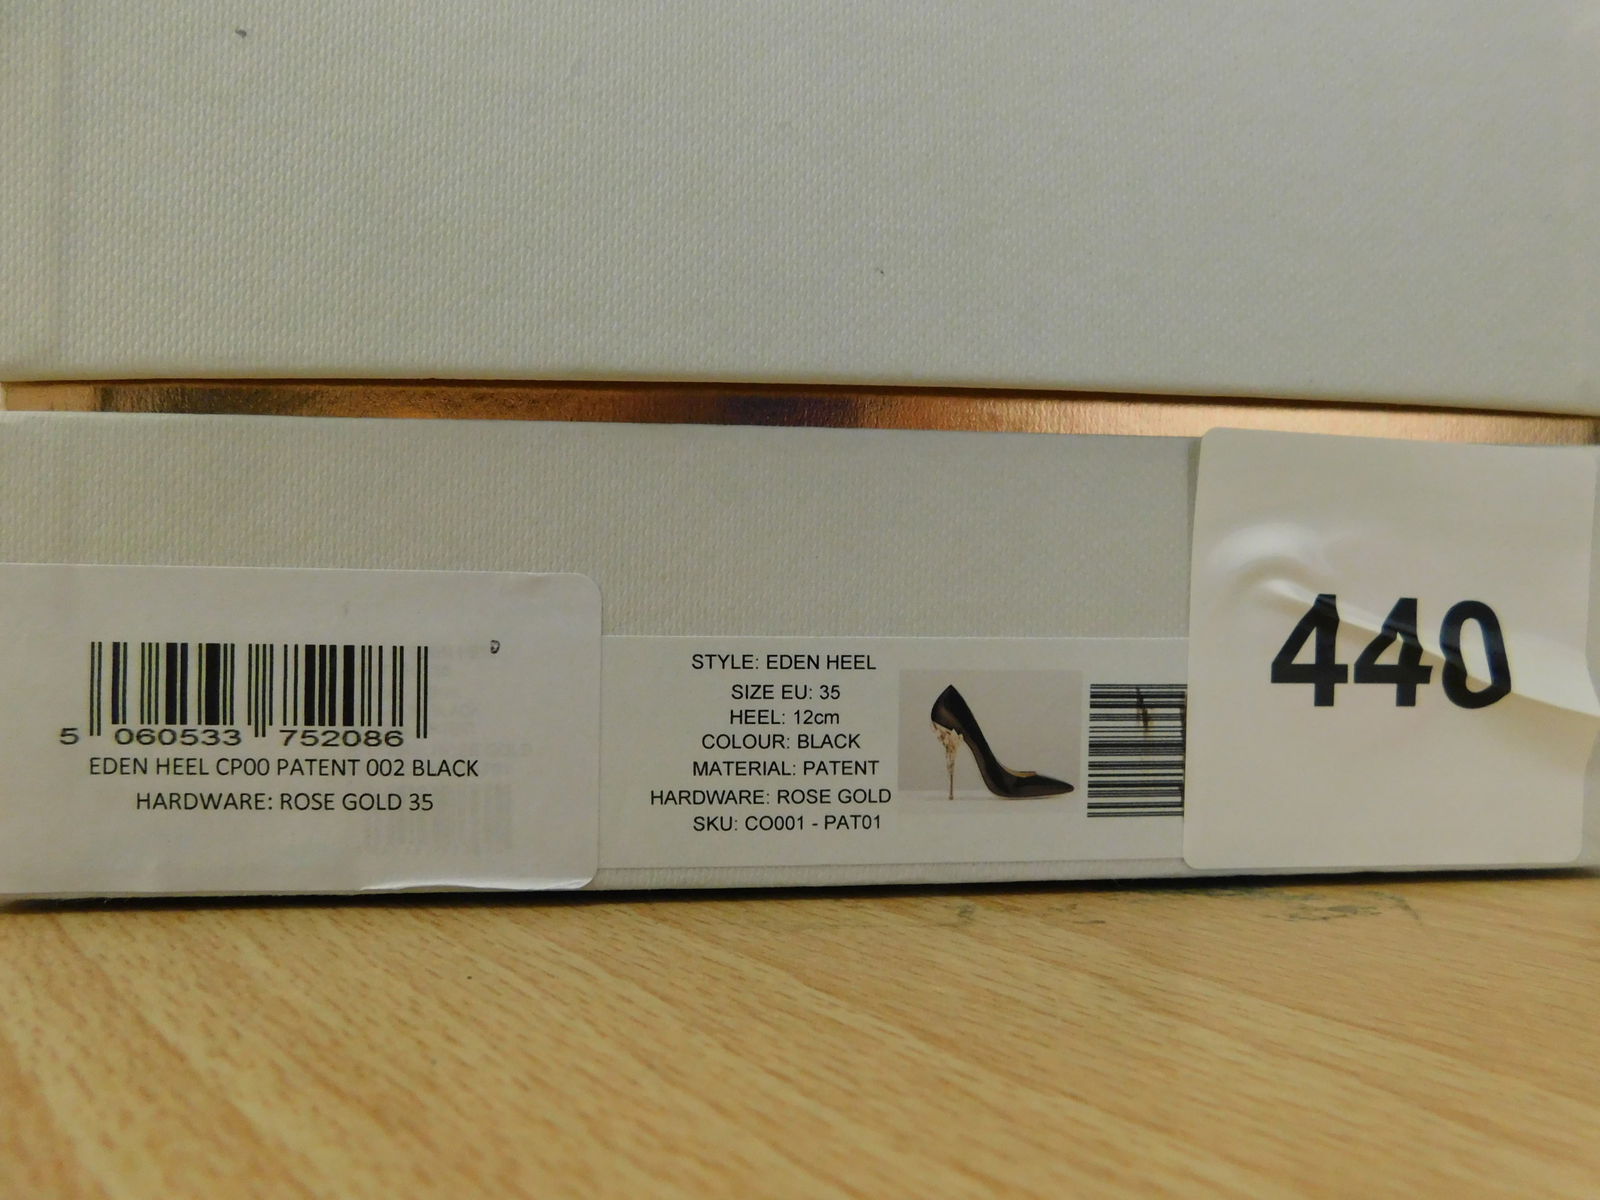 5 060533 752086
EDEN HEEL CP00 PATENT 002 BLACK
HARDWARE: ROSE GOLD 35
STYLE: EDEN HEEL
SIZE EU: 35
HEEL: 12cm
COLOUR: BLACK
MATERIAL: PATENT
HARDWARE: ROSE GOLD
SKU: CO001 - PAT01
440